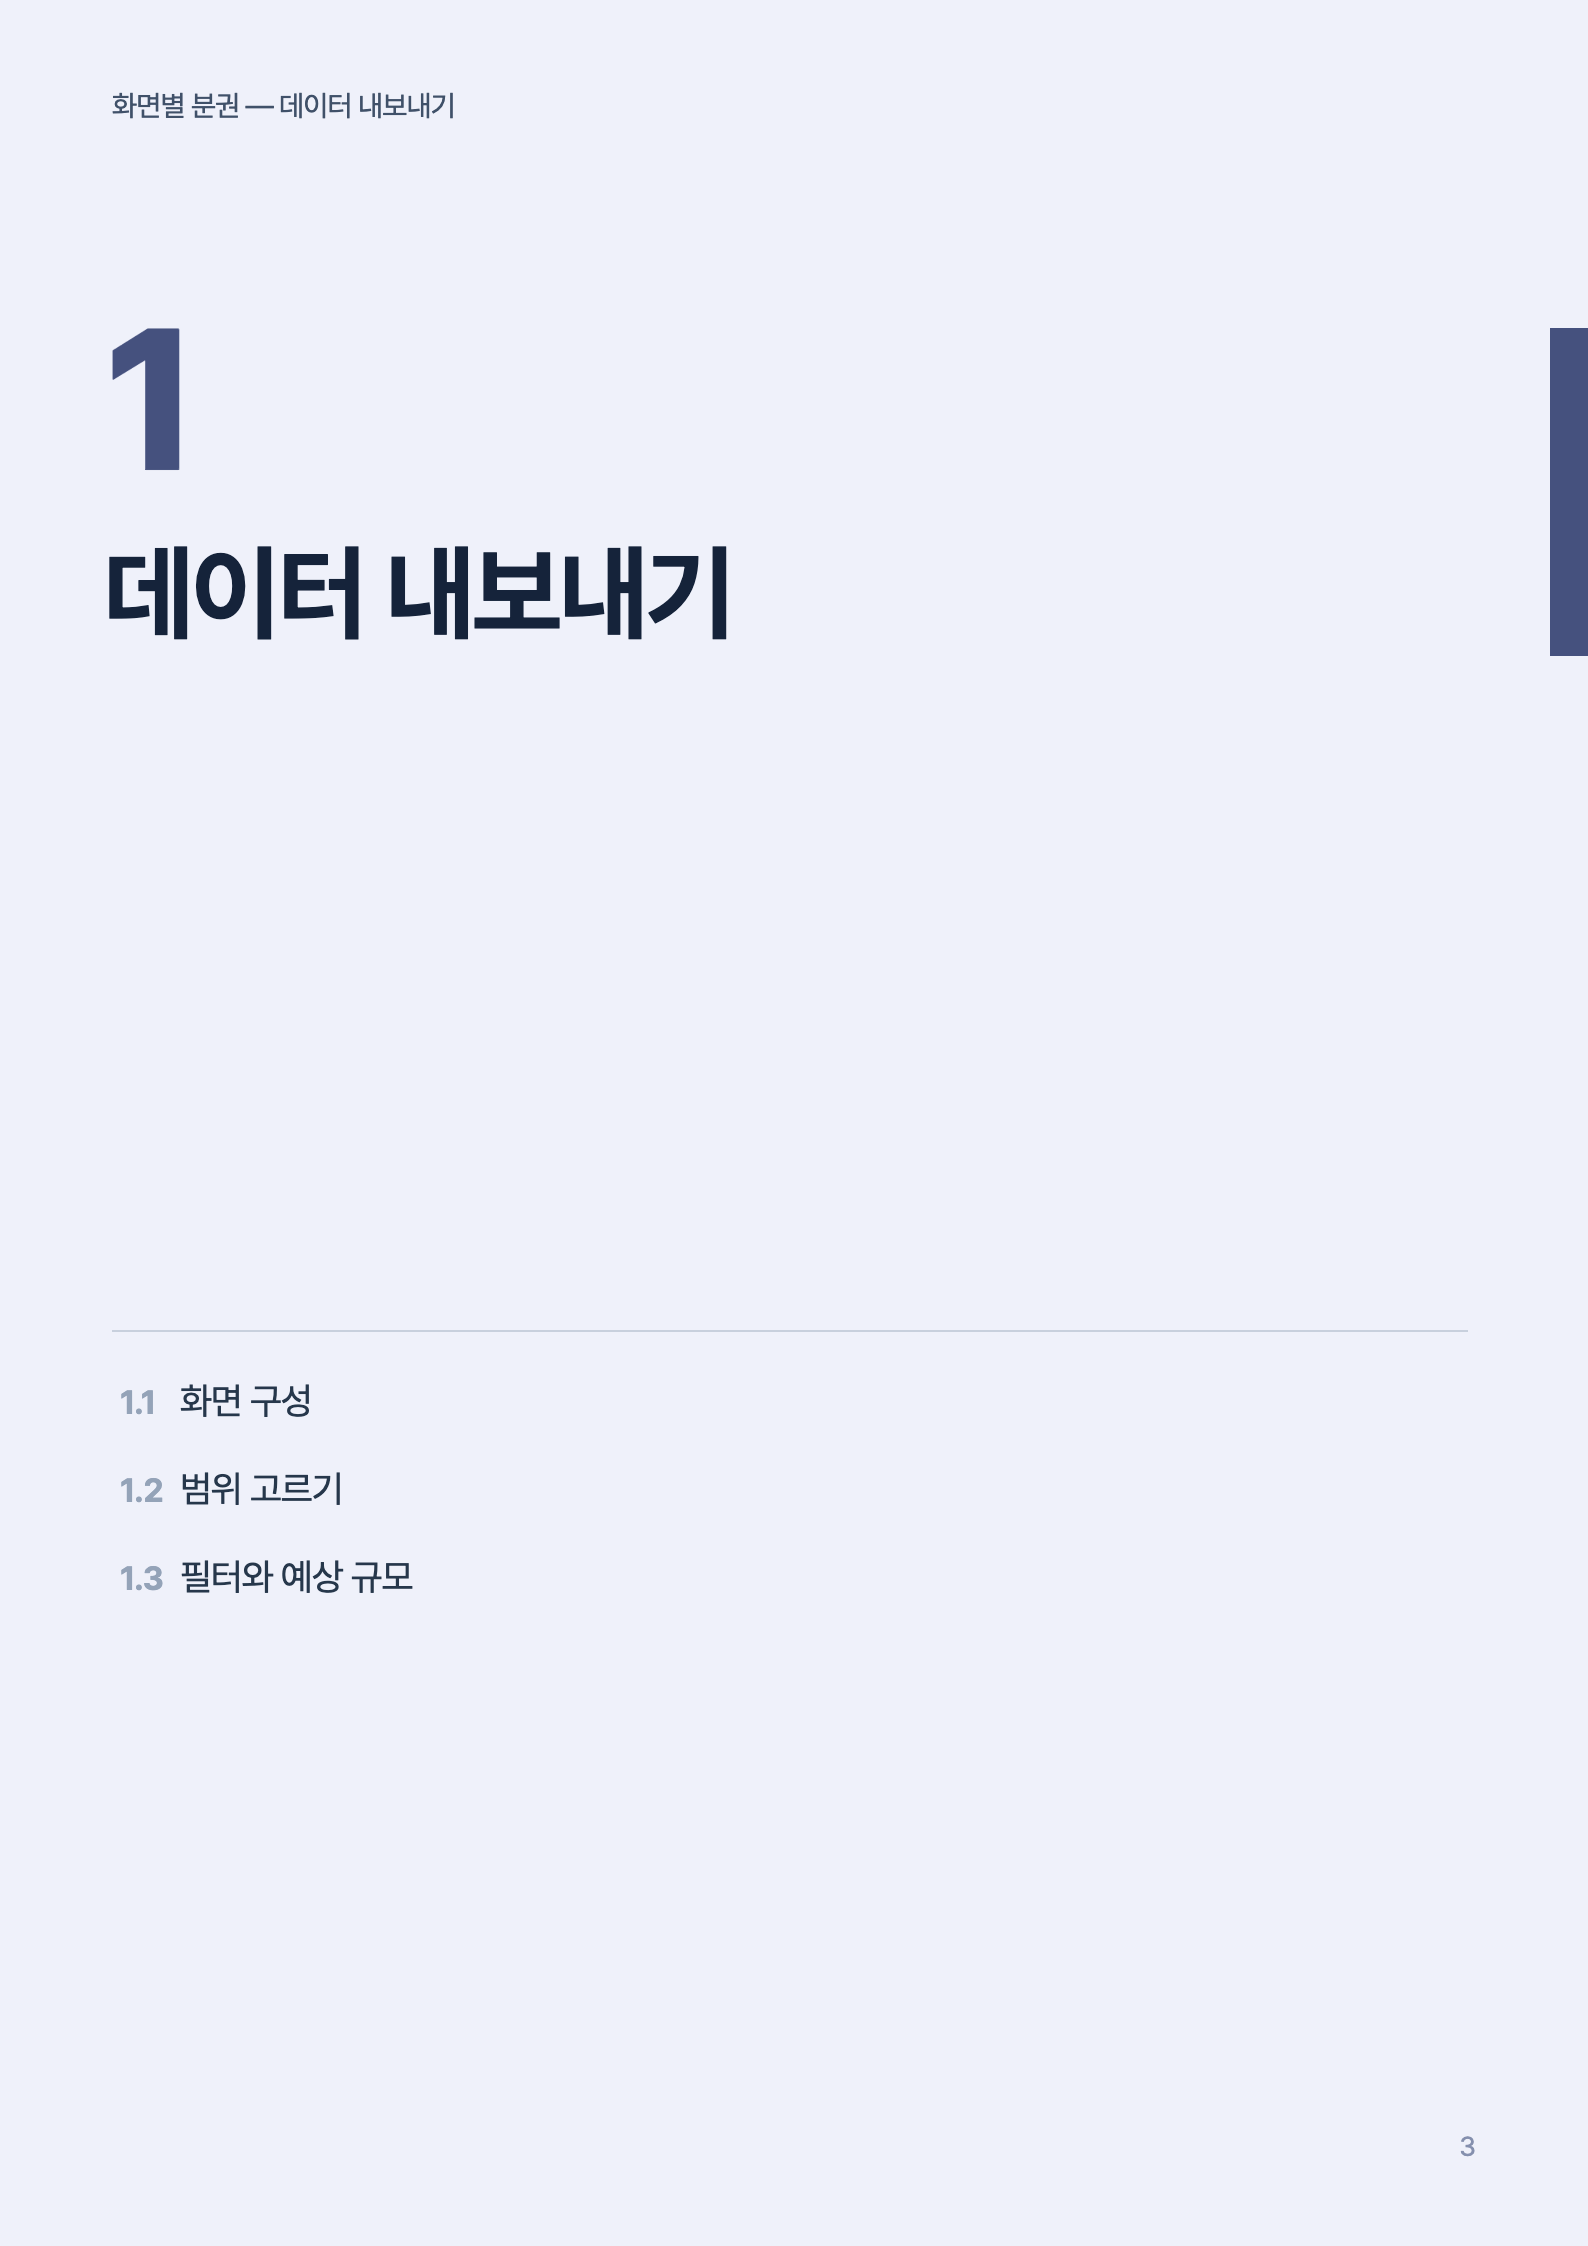 화면별 분권 — 데이터 내보내기
1
데이터 내보내기
1.1 화면 구성
1.2 범위 고르기
1.3 필터와 예상 규모
3